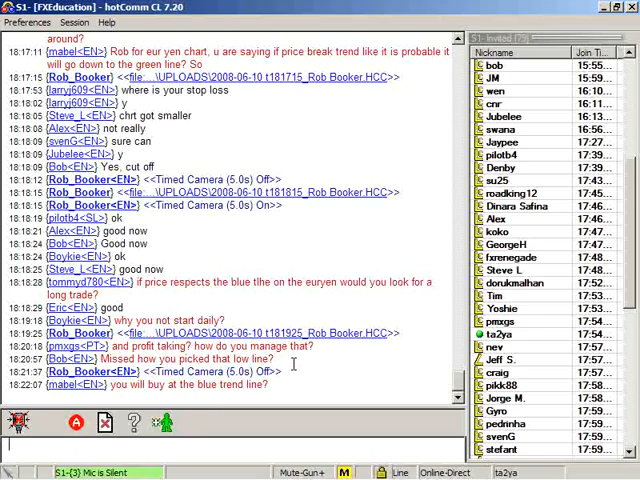 S1- [FXEducation] - hotComm CL 7.20
Preferences Session Help
around?
18:17:11 {mabel<EN>} Rob for eur yen chart, u are saying if price break trend like it is probable it
will go down to the green line? So
18:17:15 {Rob_Booker} <<file:...\UPLOADS\2008-06-10 t181715_Rob Booker.HCC>>
18:17:53 {larryj609<EN>} where is your stop loss
18:18:02 {larryj609<EN>} y
18:18:05 {Steve_L<EN>} chrt got smaller
18:18:08 {Alex<EN>} not really
18:18:09 {svenG<EN>} sure can
18:18:09 {Jubelee<EN>} y
18:18:09 {Bob<EN>} Yes, cut off
18:18:12 {Rob_Booker<EN>} <<Timed Camera (5.0s) Off>>
18:18:15 {Rob_Booker} <<file:...\UPLOADS\2008-06-10 t181815_Rob Booker.HCC>>
18:18:15 {Rob_Booker<EN>} <<Timed Camera (5.0s) On>>
18:18:19 {pilotb4<SL>} ok
18:18:21 {Alex<EN>} good now
18:18:24 {Bob<EN>} Good now
18:18:24 {Boykie<EN>} ok
18:18:25 {Steve_L<EN>} good now
18:18:28 {tommyd780<EN>} if price respects the blue tlhe on the euryen would you look for a
long trade?
18:18:29 {Eric<EN>} good
18:19:18 {Boykie<EN>} why you not start daily?
18:19:25 {Rob_Booker} <<file:...\UPLOADS\2008-06-10 t181925_Rob Booker.HCC>>
18:20:18 {pmxgs<PT>} and profit taking? how do you manage that?
18:20:57 {Bob<EN>} Missed how you picked that low line?
18:21:37 {Rob_Booker<EN>} <<Timed Camera (5.0s) Off>>
18:22:07 {mabel<EN>} you will buy at the blue trend line?
S1- Invited (75)
Nickname Join Ti...
bob 15:55...
JM 15:59...
wen 16:10...
cnr 16:11...
Jubelee 16:13...
swana 16:...
Jaypee 17:27...
pilotb4 17:39...
Denby 17:39...
su25 17:43...
roadking12 17:43...
Dinara Safina 17:46...
Alex 17:46...
koko 17:47...
GeorgeH 17:47...
fxrenegade 17:48...
Steve L 17:50...
dorukmalhan 17:51...
Tim 17:52...
Yoshie 17:53...
pmxgs 17:54...
ta2ya 17:54...
nev 17:59...
Jeff S. 17:59...
craig 17:59...
pikk88 17:59...
Jorge M. 17:59...
Gyro 17:59...
pedrinha 17:59...
svenG 17:59...
stefant 17:59...
S1-{3} Mic is Silent Mute-Gun+ M Line Online-Direct ta2ya